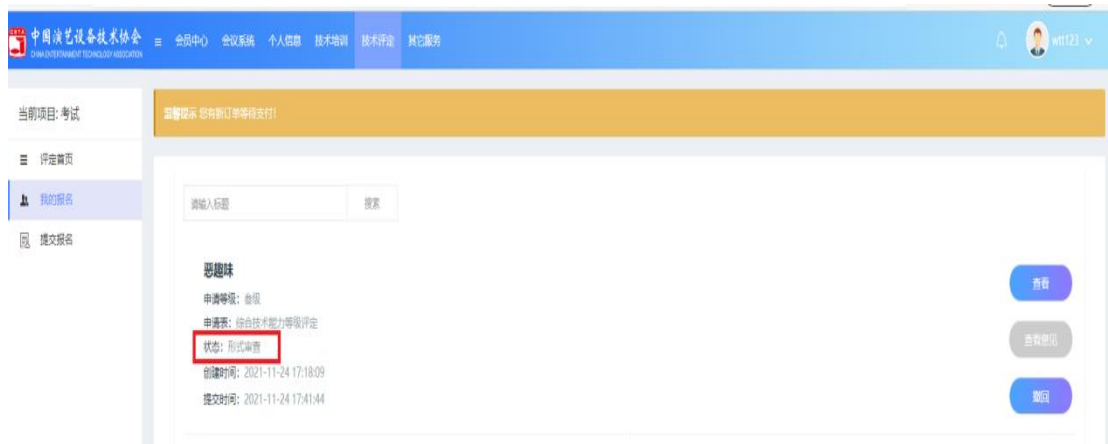 中国演艺设备技术协会
CHINA ENTERTAINMENT TECHNOLOGY ASSOCIATION
会员中心 会议系统 个人信息 技术培训 技术评定 其它服务
wtt123
当前项目: 考试
温馨提示 您有新订单等待支付!
评定首页
我的报名
提交报名
请输入标题 搜索
恶趣味
申请等级: 叁级
申请表: 综合技术能力等级评定
状态: 形式审查
创建时间: 2021-11-24 17:18:09
提交时间: 2021-11-24 17:41:44
查看
查看意见
撤回